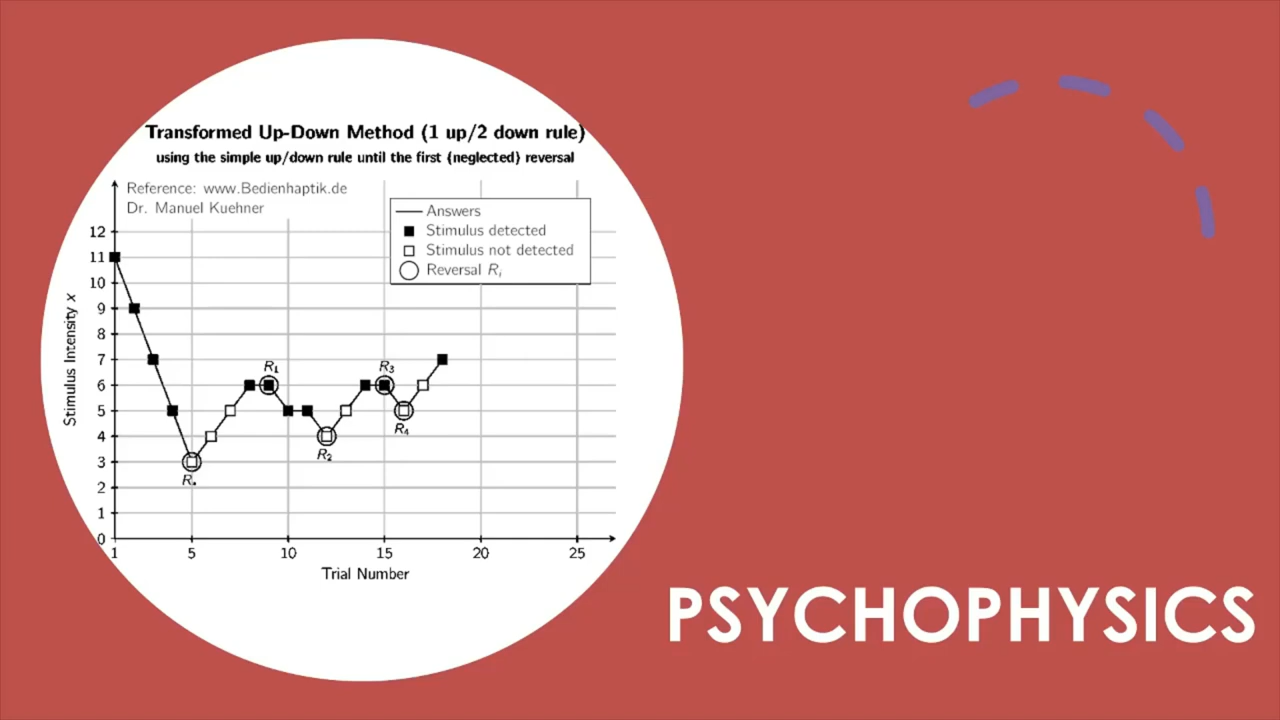 Transformed Up-Down Method (1 up/2 down rule)
using the simple up/down rule until the first (neglected) reversal
Reference: www.Bedienhaptik.de
Dr. Manuel Kuehner
Answers
Stimulus detected
Stimulus not detected
Reversal Rᵢ
12
11
10
9
8
7
6
5
4
3
2
1
0
Stimulus Intensity x
R₁
R₃
R₄
R₂
1
5
10
15
20
25
Trial Number
PSYCHOPHYSICS